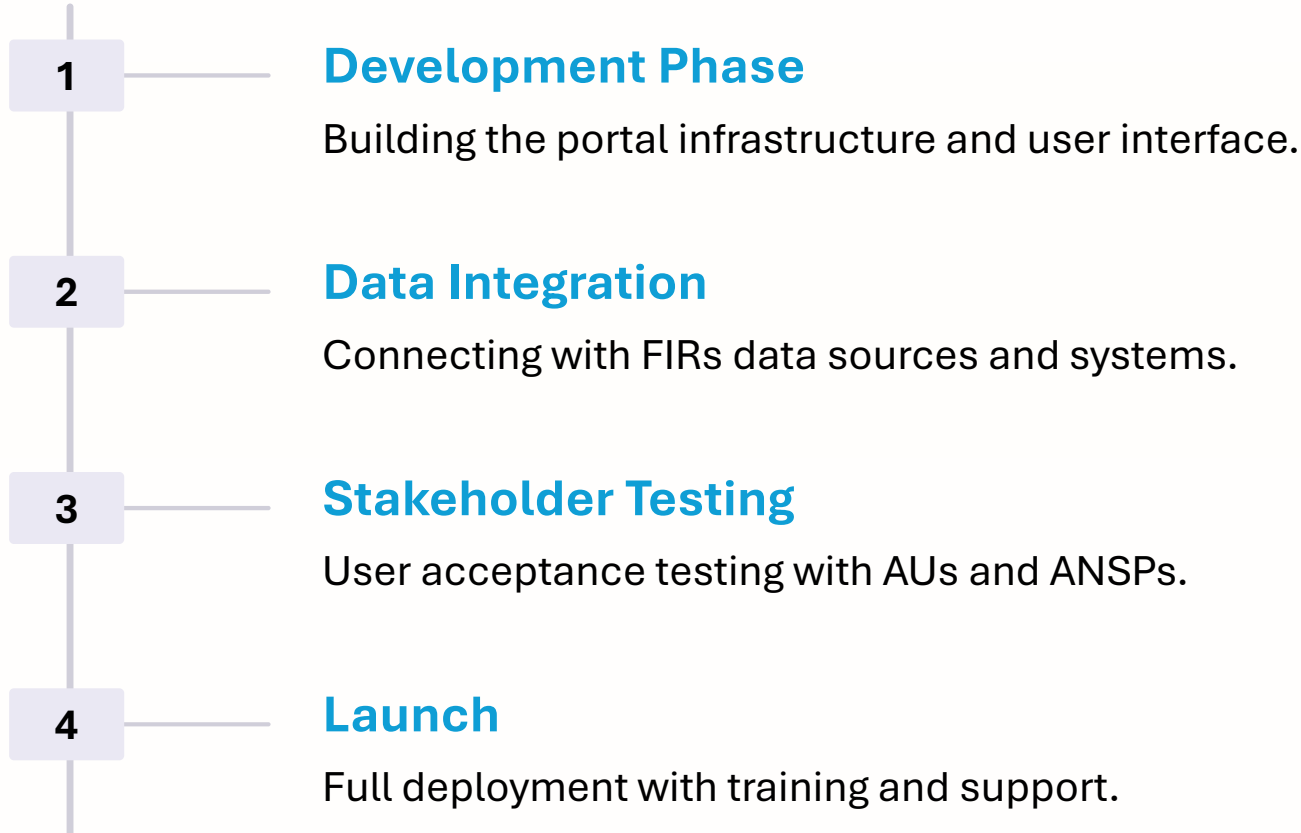 1
Development Phase
Building the portal infrastructure and user interface.
2
Data Integration
Connecting with FIRs data sources and systems.
3
Stakeholder Testing
User acceptance testing with AUs and ANSPs.
4
Launch
Full deployment with training and support.